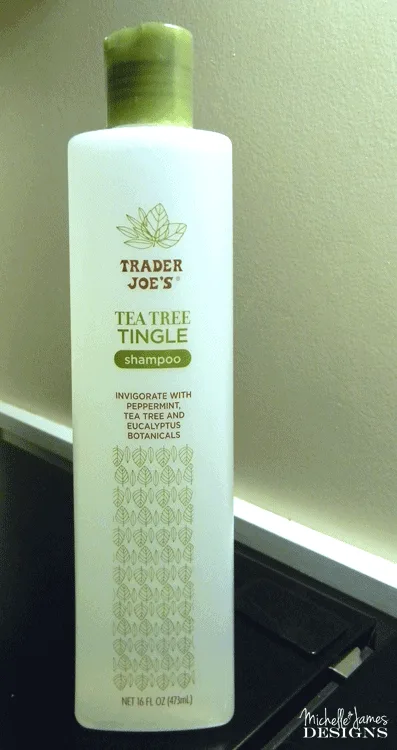 TRADER
JOE'S®
TEA TREE
TINGLE
shampoo
INVIGORATE WITH
PEPPERMINT,
TEA TREE AND
EUCALYPTUS
BOTANICALS
NET 16 FL OZ (473mL)
Michelle James
DESIGNS